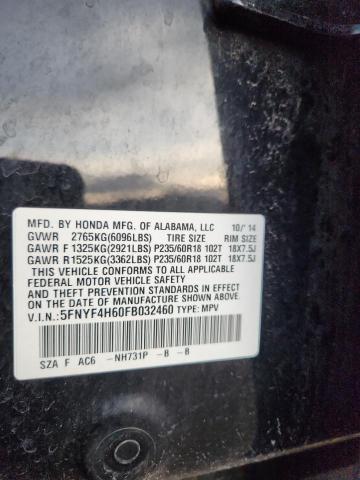 MFD. BY HONDA MFG. OF ALABAMA, LLC 10/ 14
GVWR 2765KG(6096LBS) TIRE SIZE RIM SIZE
GAWR F 1325KG(2921LBS) P235/60R18 102T 18X7.5J
GAWR R1525KG(3362LBS) P235/60R18 102T 18X7.5J
THIS VEHICLE CONFORMS TO ALL APPLICABLE
FEDERAL MOTOR VEHICLE SAFETY
AND THEFT PREVENTION STANDARDS IN EFFECT
ON THE DATE OF MANUFACTURE SHOWN ABOVE.
V.I.N.:5FNYF4H60FB032460 TYPE: MPV
SZA F AC6 -NH731P -B -B